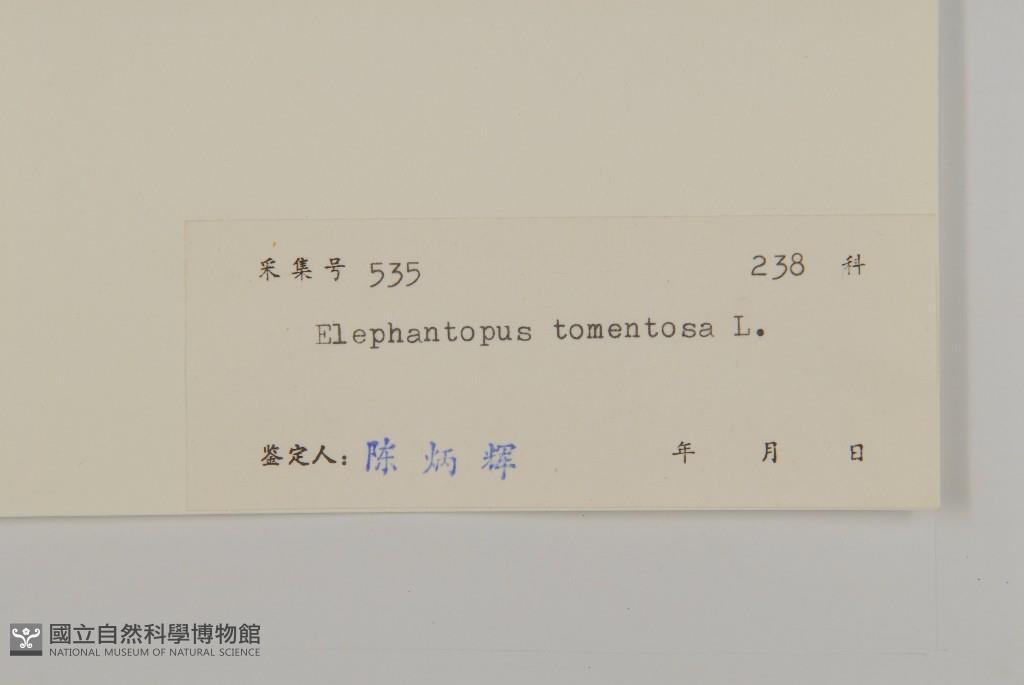 采集号 535 238 科
Elephantopus tomentosa L.
鉴定人: 陈炳辉 年 月 日
國立自然科學博物館
NATIONAL MUSEUM OF NATURAL SCIENCE